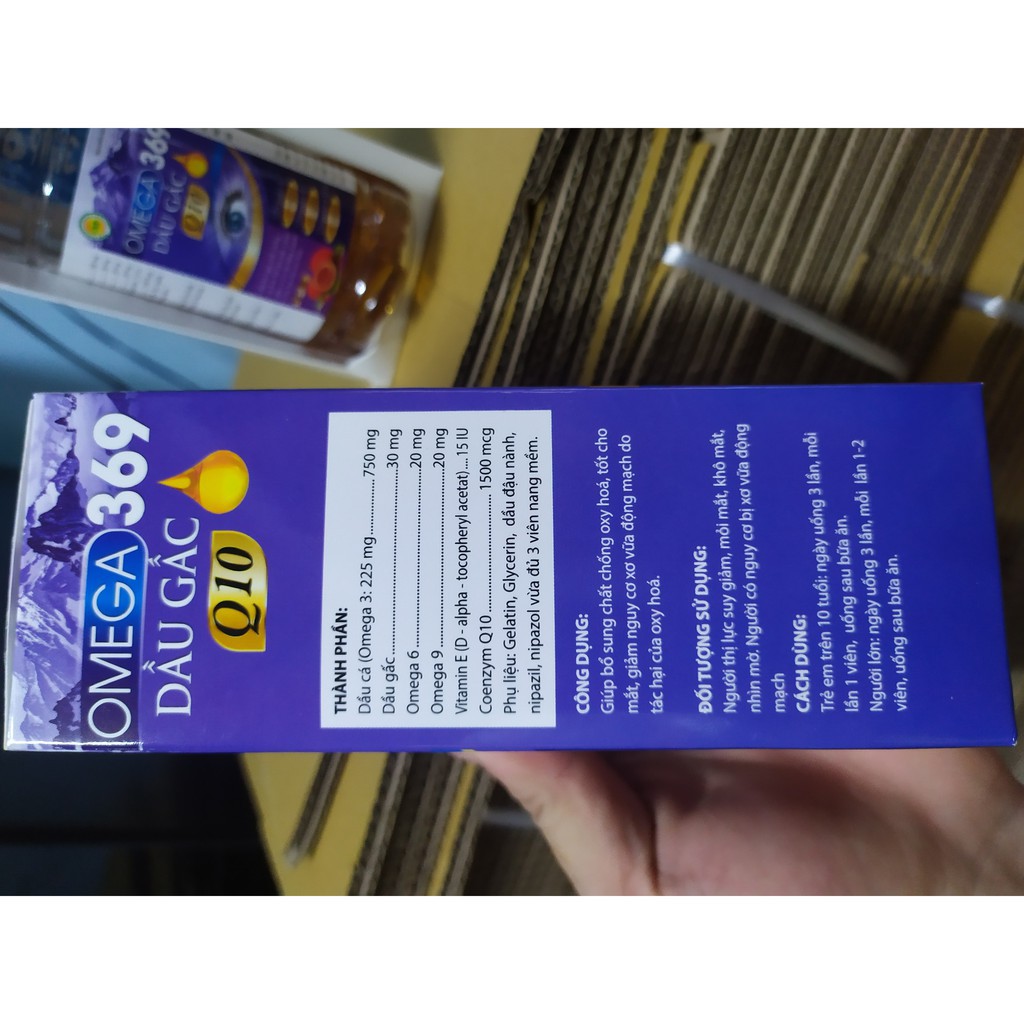 OMEGA 369
DẦU GẤC
Q10
OMEGA 369
DẦU GẤC
Q10
THÀNH PHẦN:
Dầu cá (Omega 3: 225 mg..............750 mg
Dầu gấc................................30 mg
Omega 6................................20 mg
Omega 9................................20 mg
Vitamin E (D - alpha - tocopheryl acetat)....15 IU
Coenzym Q10........................1500 mcg
Phụ liệu: Gelatin, Glycerin, dầu đậu nành,
nipazil, nipazol vừa đủ 3 viên nang mềm.
CÔNG DỤNG:
Giúp bổ sung chất chống oxy hoá, tốt cho
mắt, giảm nguy cơ xơ vữa động mạch do
tác hại của oxy hoá.
ĐỐI TƯỢNG SỬ DỤNG:
Người thị lực suy giảm, mỏi mắt, khô mắt,
nhìn mờ. Người có nguy cơ bị xơ vữa động
mạch
CÁCH DÙNG:
Trẻ em trên 10 tuổi: ngày uống 3 lần, mỗi
lần 1 viên, uống sau bữa ăn.
Người lớn ngày uống 3 lần, mỗi lần 1-2
viên, uống sau bữa ăn.